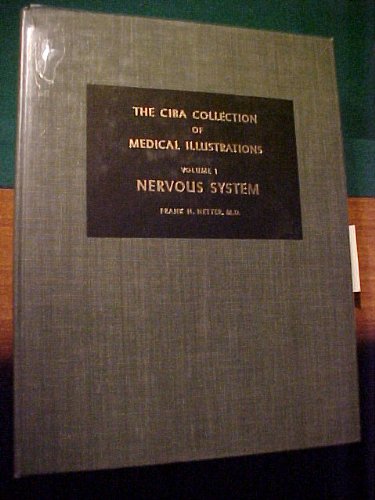 THE CIBA COLLECTION
OF
MEDICAL ILLUSTRATIONS
VOLUME 1
NERVOUS SYSTEM
FRANK H. NETTER, M.D.